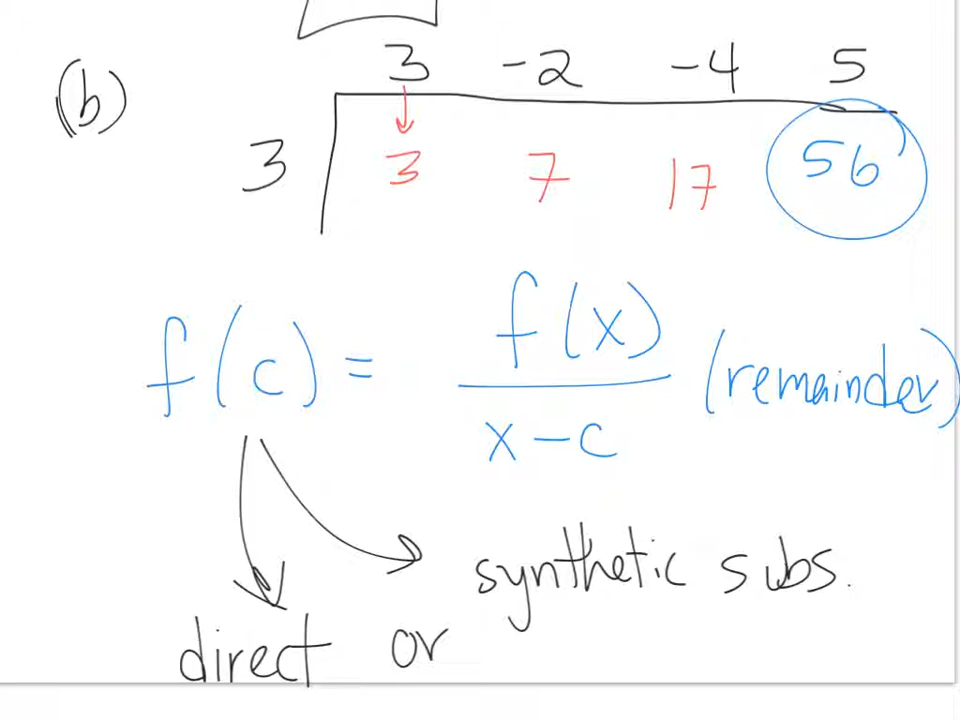 (b) 3 -2 -4 5
3 3 7 17 56
f(c) = f(x) / x-c (remainder)
synthetic subs.
direct or